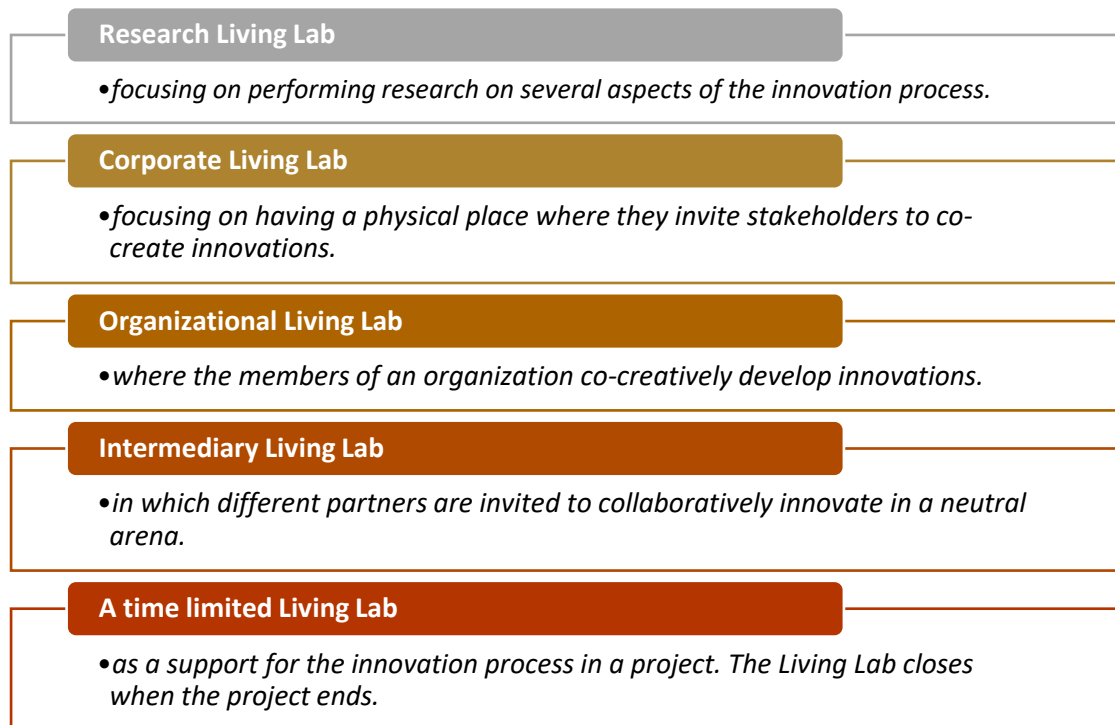 Research Living Lab
•focusing on performing research on several aspects of the innovation process.
Corporate Living Lab
•focusing on having a physical place where they invite stakeholders to co-
create innovations.
Organizational Living Lab
•where the members of an organization co-creatively develop innovations.
Intermediary Living Lab
•in which different partners are invited to collaboratively innovate in a neutral
arena.
A time limited Living Lab
•as a support for the innovation process in a project. The Living Lab closes
when the project ends.